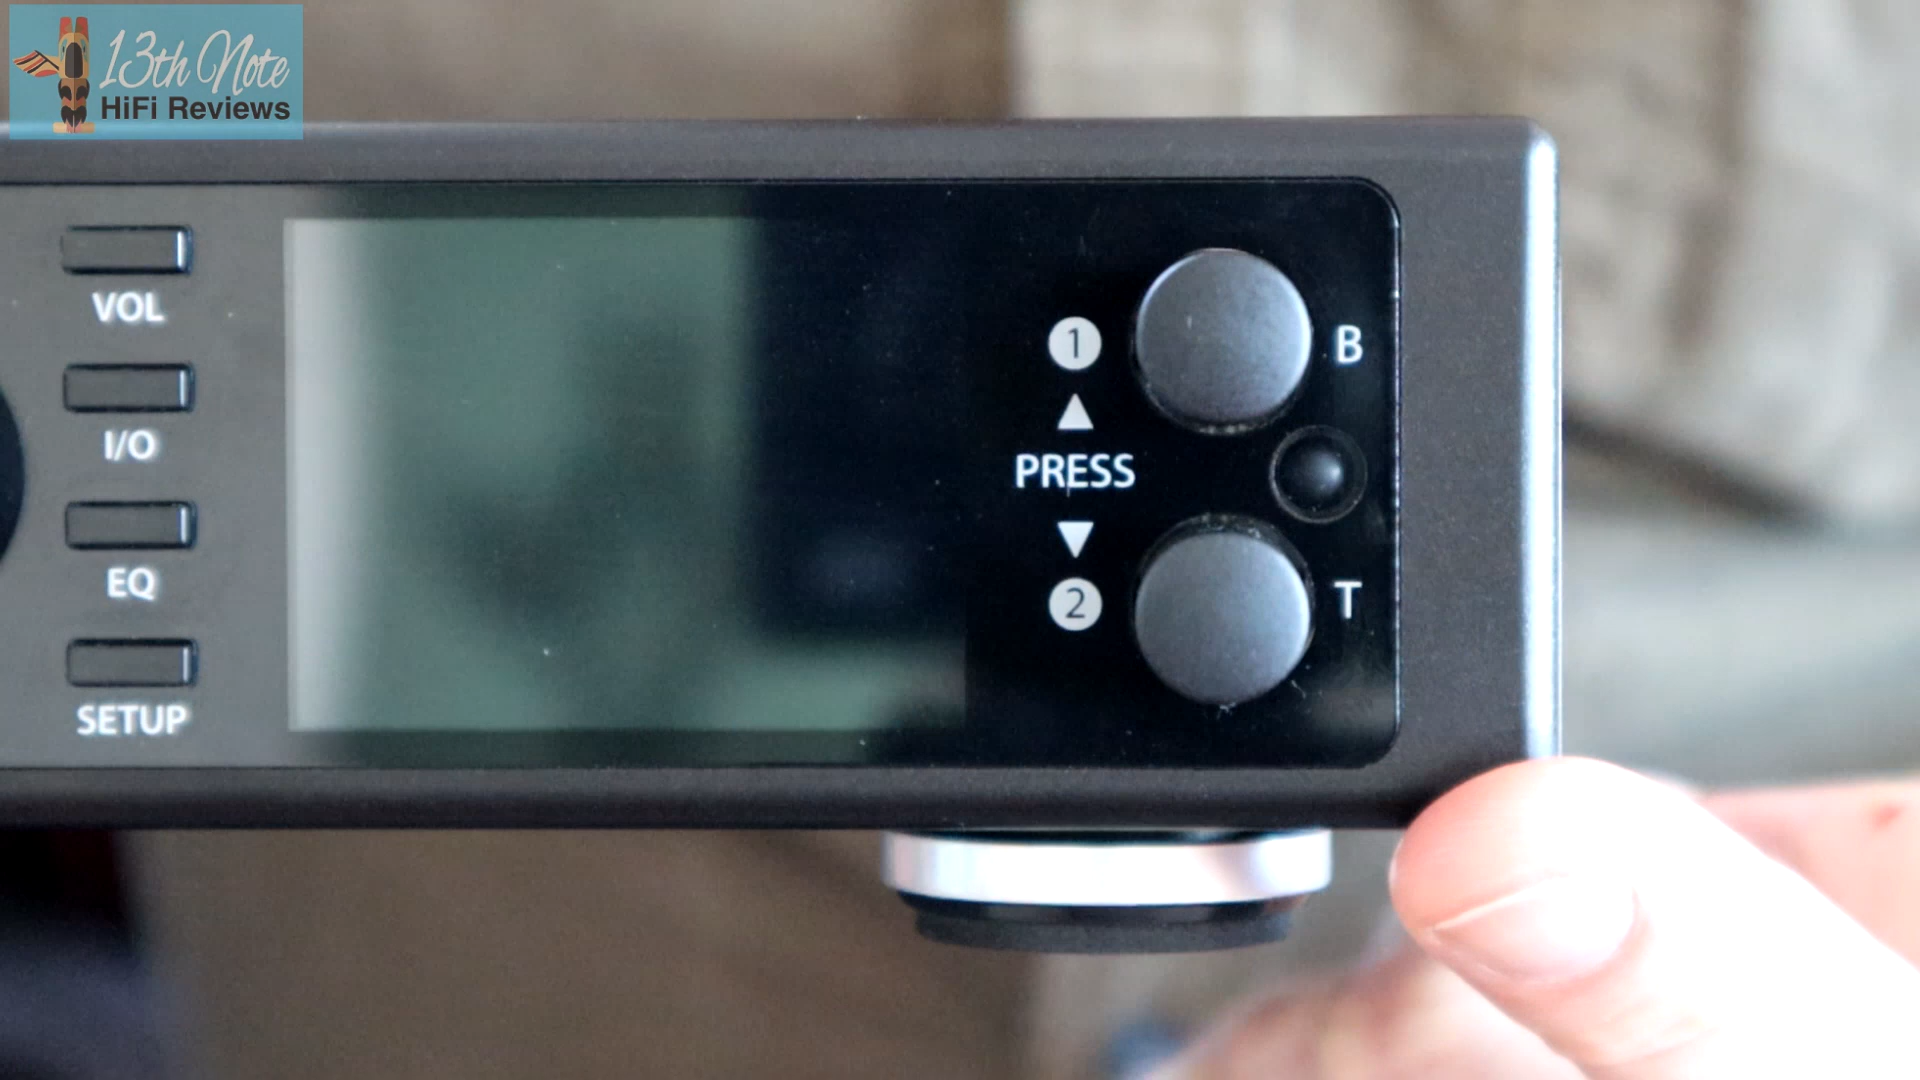 13th Note
HiFi Reviews
VOL
I/O
EQ
SETUP
1
B
PRESS
2
T